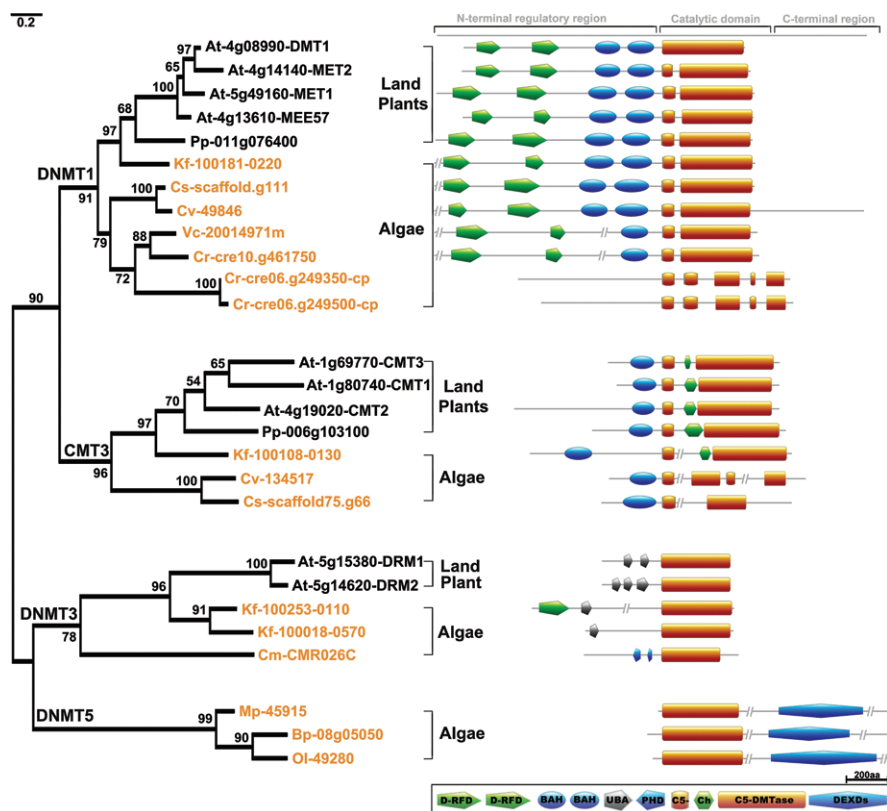 0.2
N-terminal regulatory region
Catalytic domain
C-terminal region
97
At-4g08990-DMT1
65
At-4g14140-MET2
100
At-5g49160-MET1
68
At-4g13610-MEE57
97
Pp-011g076400
Land
Plants
DNMT1
Kf-100181-0220
91
Cs-scaffold.g111
100
Cv-49846
79
Vc-20014971m
88
Cr-cre10.g461750
72
Cr-cre06.g249350-cp
100
Cr-cre06.g249500-cp
Algae
90
65
At-1g69770-CMT3
54
At-1g80740-CMT1
70
At-4g19020-CMT2
97
Pp-006g103100
Land
Plants
CMT3
Kf-100108-0130
96
Cv-134517
100
Cs-scaffold75.g66
Algae
100
At-5g15380-DRM1
96
At-5g14620-DRM2
Land
Plant
DNMT3
91
Kf-100253-0110
78
Kf-100018-0570
Cm-CMR026C
Algae
DNMT5
99
Mp-45915
90
Bp-08g05050
Ol-49280
Algae
200aa
D-RFD D-RFD BAH BAH UBA PHD C5- Ch C5-DMTase DEXDs